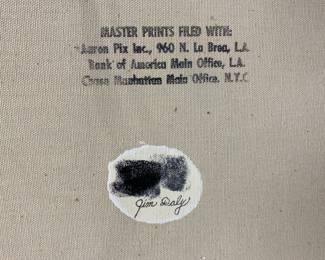 MASTER PRINTS FILED WITH:
Aaron Pix Inc., 960 N. La Brea, L.A.
Bank of America Main Office, L.A.
Chase Manhattan Main Office, N.Y.C
Jim Daly